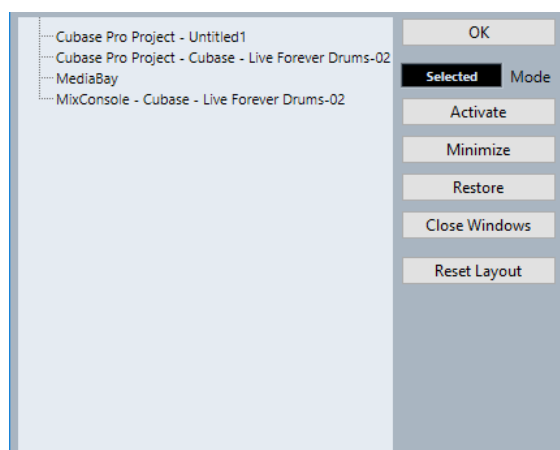 Cubase Pro Project - Untitled1
Cubase Pro Project - Cubase - Live Forever Drums-02
MediaBay
MixConsole - Cubase - Live Forever Drums-02
OK
Selected Mode
Activate
Minimize
Restore
Close Windows
Reset Layout